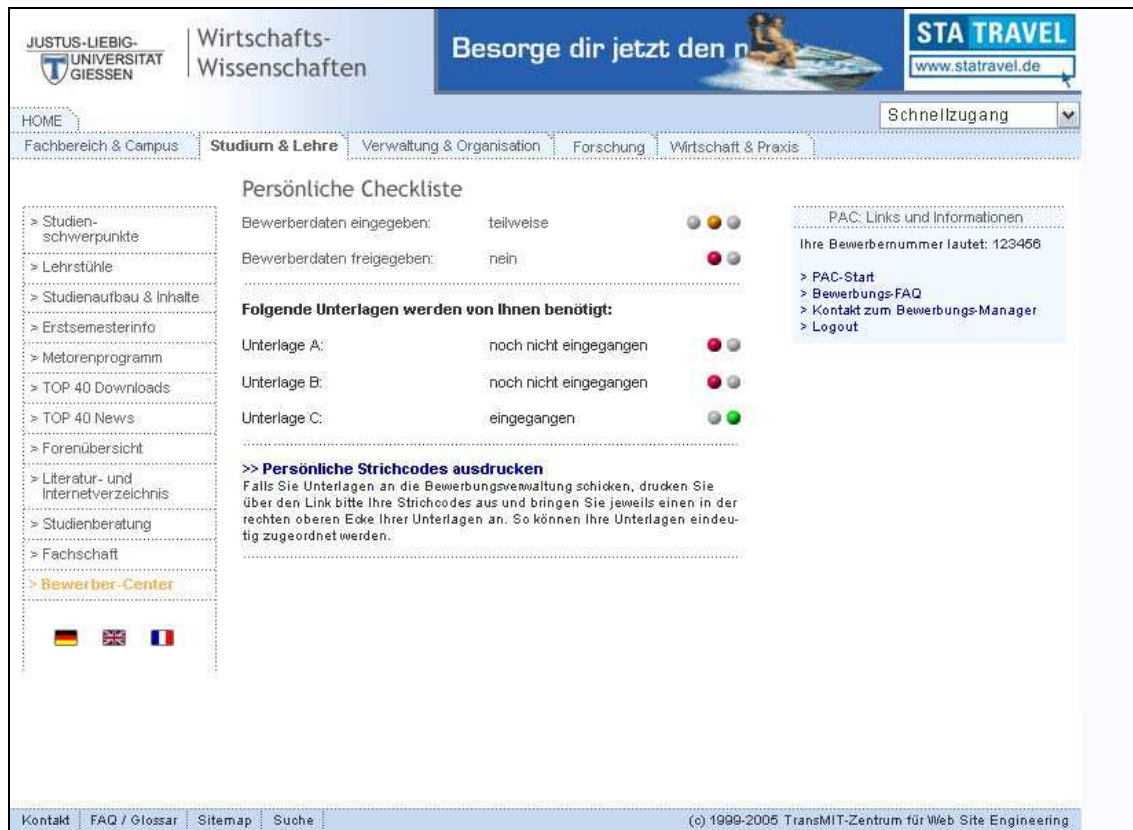 JUSTUS-LIEBIG-
UNIVERSITÄT
GIESSEN
Wirtschafts-
Wissenschaften
Besorge dir jetzt den n
STA TRAVEL
www.statravel.de
HOME
Schnellzugang
Fachbereich & Campus
Studium & Lehre
Verwaltung & Organisation
Forschung
Wirtschaft & Praxis
> Studien-
schwerpunkte
> Lehrstühle
> Studienaufbau & Inhalte
> Erstsemesterinfo
> Metorenprogramm
> TOP 40 Downloads
> TOP 40 News
> Forenübersicht
> Literatur- und
Internetverzeichnis
> Studienberatung
> Fachschaft
> Bewerber-Center
Persönliche Checkliste
Bewerberdaten eingegeben: teilweise
Bewerberdaten freigegeben: nein
Folgende Unterlagen werden von Ihnen benötigt:
Unterlage A: noch nicht eingegangen
Unterlage B: noch nicht eingegangen
Unterlage C: eingegangen
>> Persönliche Strichcodes ausdrucken
Falls Sie Unterlagen an die Bewerbungsverwaltung schicken, drucken Sie
über den Link bitte Ihre Strichcodes aus und bringen Sie jeweils einen in der
rechten oberen Ecke Ihrer Unterlagen an. So können Ihre Unterlagen eindeu-
tig zugeordnet werden.
PAC: Links und Informationen
Ihre Bewerbernummer lautet: 123456
> PAC-Start
> Bewerbungs-FAQ
> Kontakt zum Bewerbungs-Manager
> Logout
Kontakt
FAQ / Glossar
Sitemap
Suche
(c) 1999-2005 TransMIT-Zentrum für Web Site Engineering